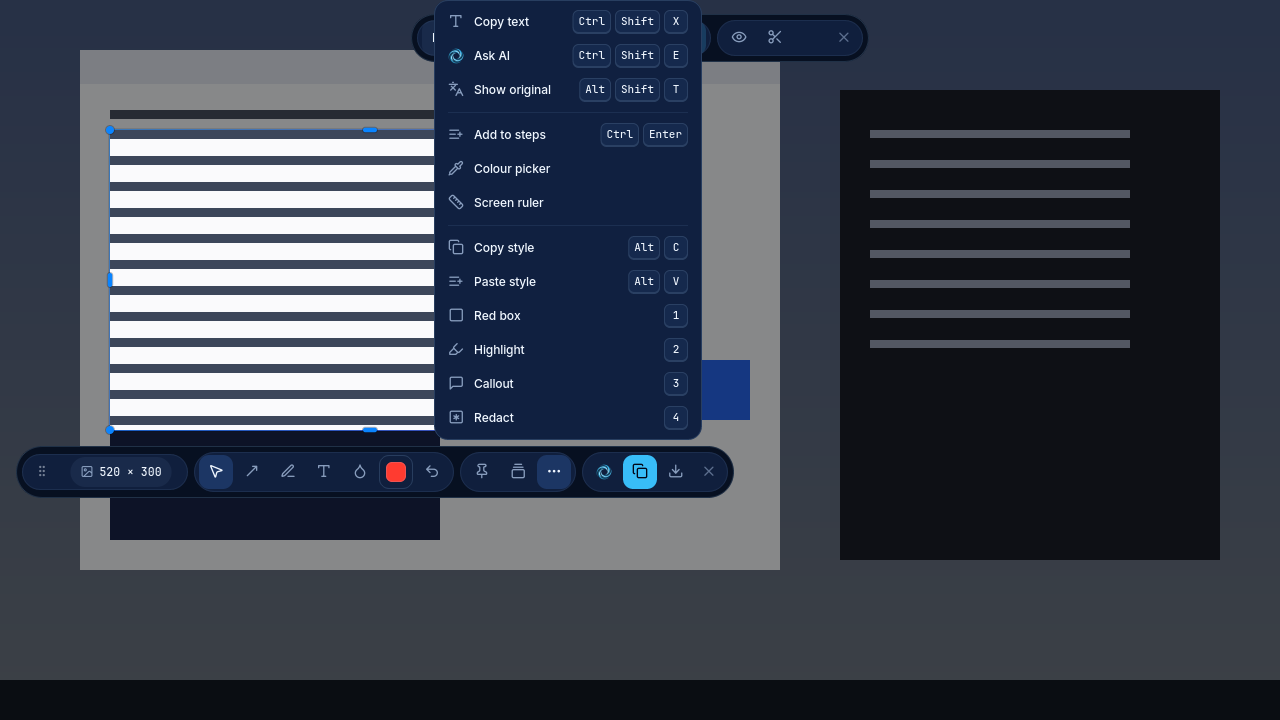 Copy text Ctrl Shift X
Ask AI Ctrl Shift E
Show original Alt Shift T
Add to steps Ctrl Enter
Colour picker
Screen ruler
Copy style Alt C
Paste style Alt V
Red box 1
Highlight 2
Callout 3
Redact 4
520 × 300